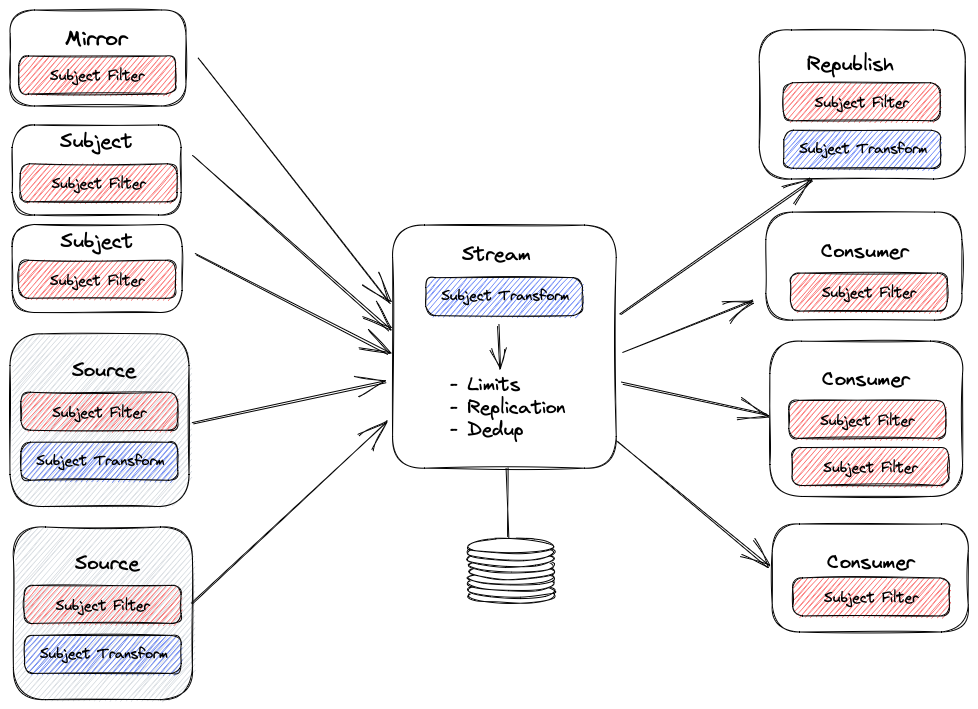 Mirror
Subject Filter
Subject
Subject Filter
Subject
Subject Filter
Source
Subject Filter
Subject Transform
Source
Subject Filter
Subject Transform
Stream
Subject Transform
- Limits
- Replication
- Dedup
Republish
Subject Filter
Subject Transform
Consumer
Subject Filter
Consumer
Subject Filter
Subject Filter
Consumer
Subject Filter